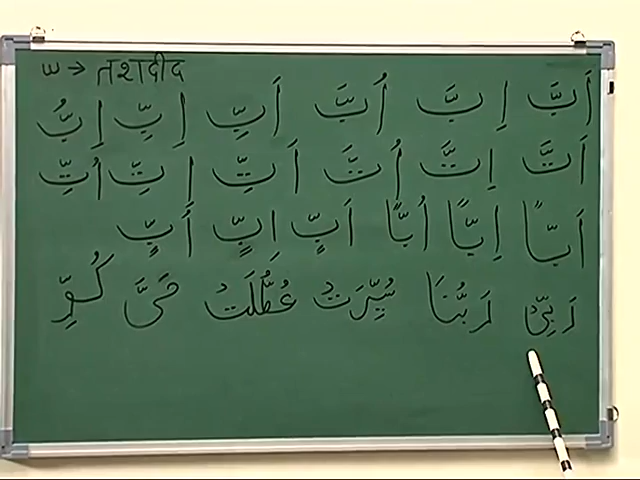 ّ → तशदीद
اَبَّ اِبَّ اُبَّ اَبِّ اِبِّ اِبُّ
اَتَّ اِتَّ اُتَّ اَتِّ اِتِّ اُتِّ
اَبًّا اِبًّا اُبًّا اَبٍّ اِبٍّ اُبٍّ
رَبِّىْ رَبُّنَا سُيِّرَتْ عُطِّلَتْ حَىَّ